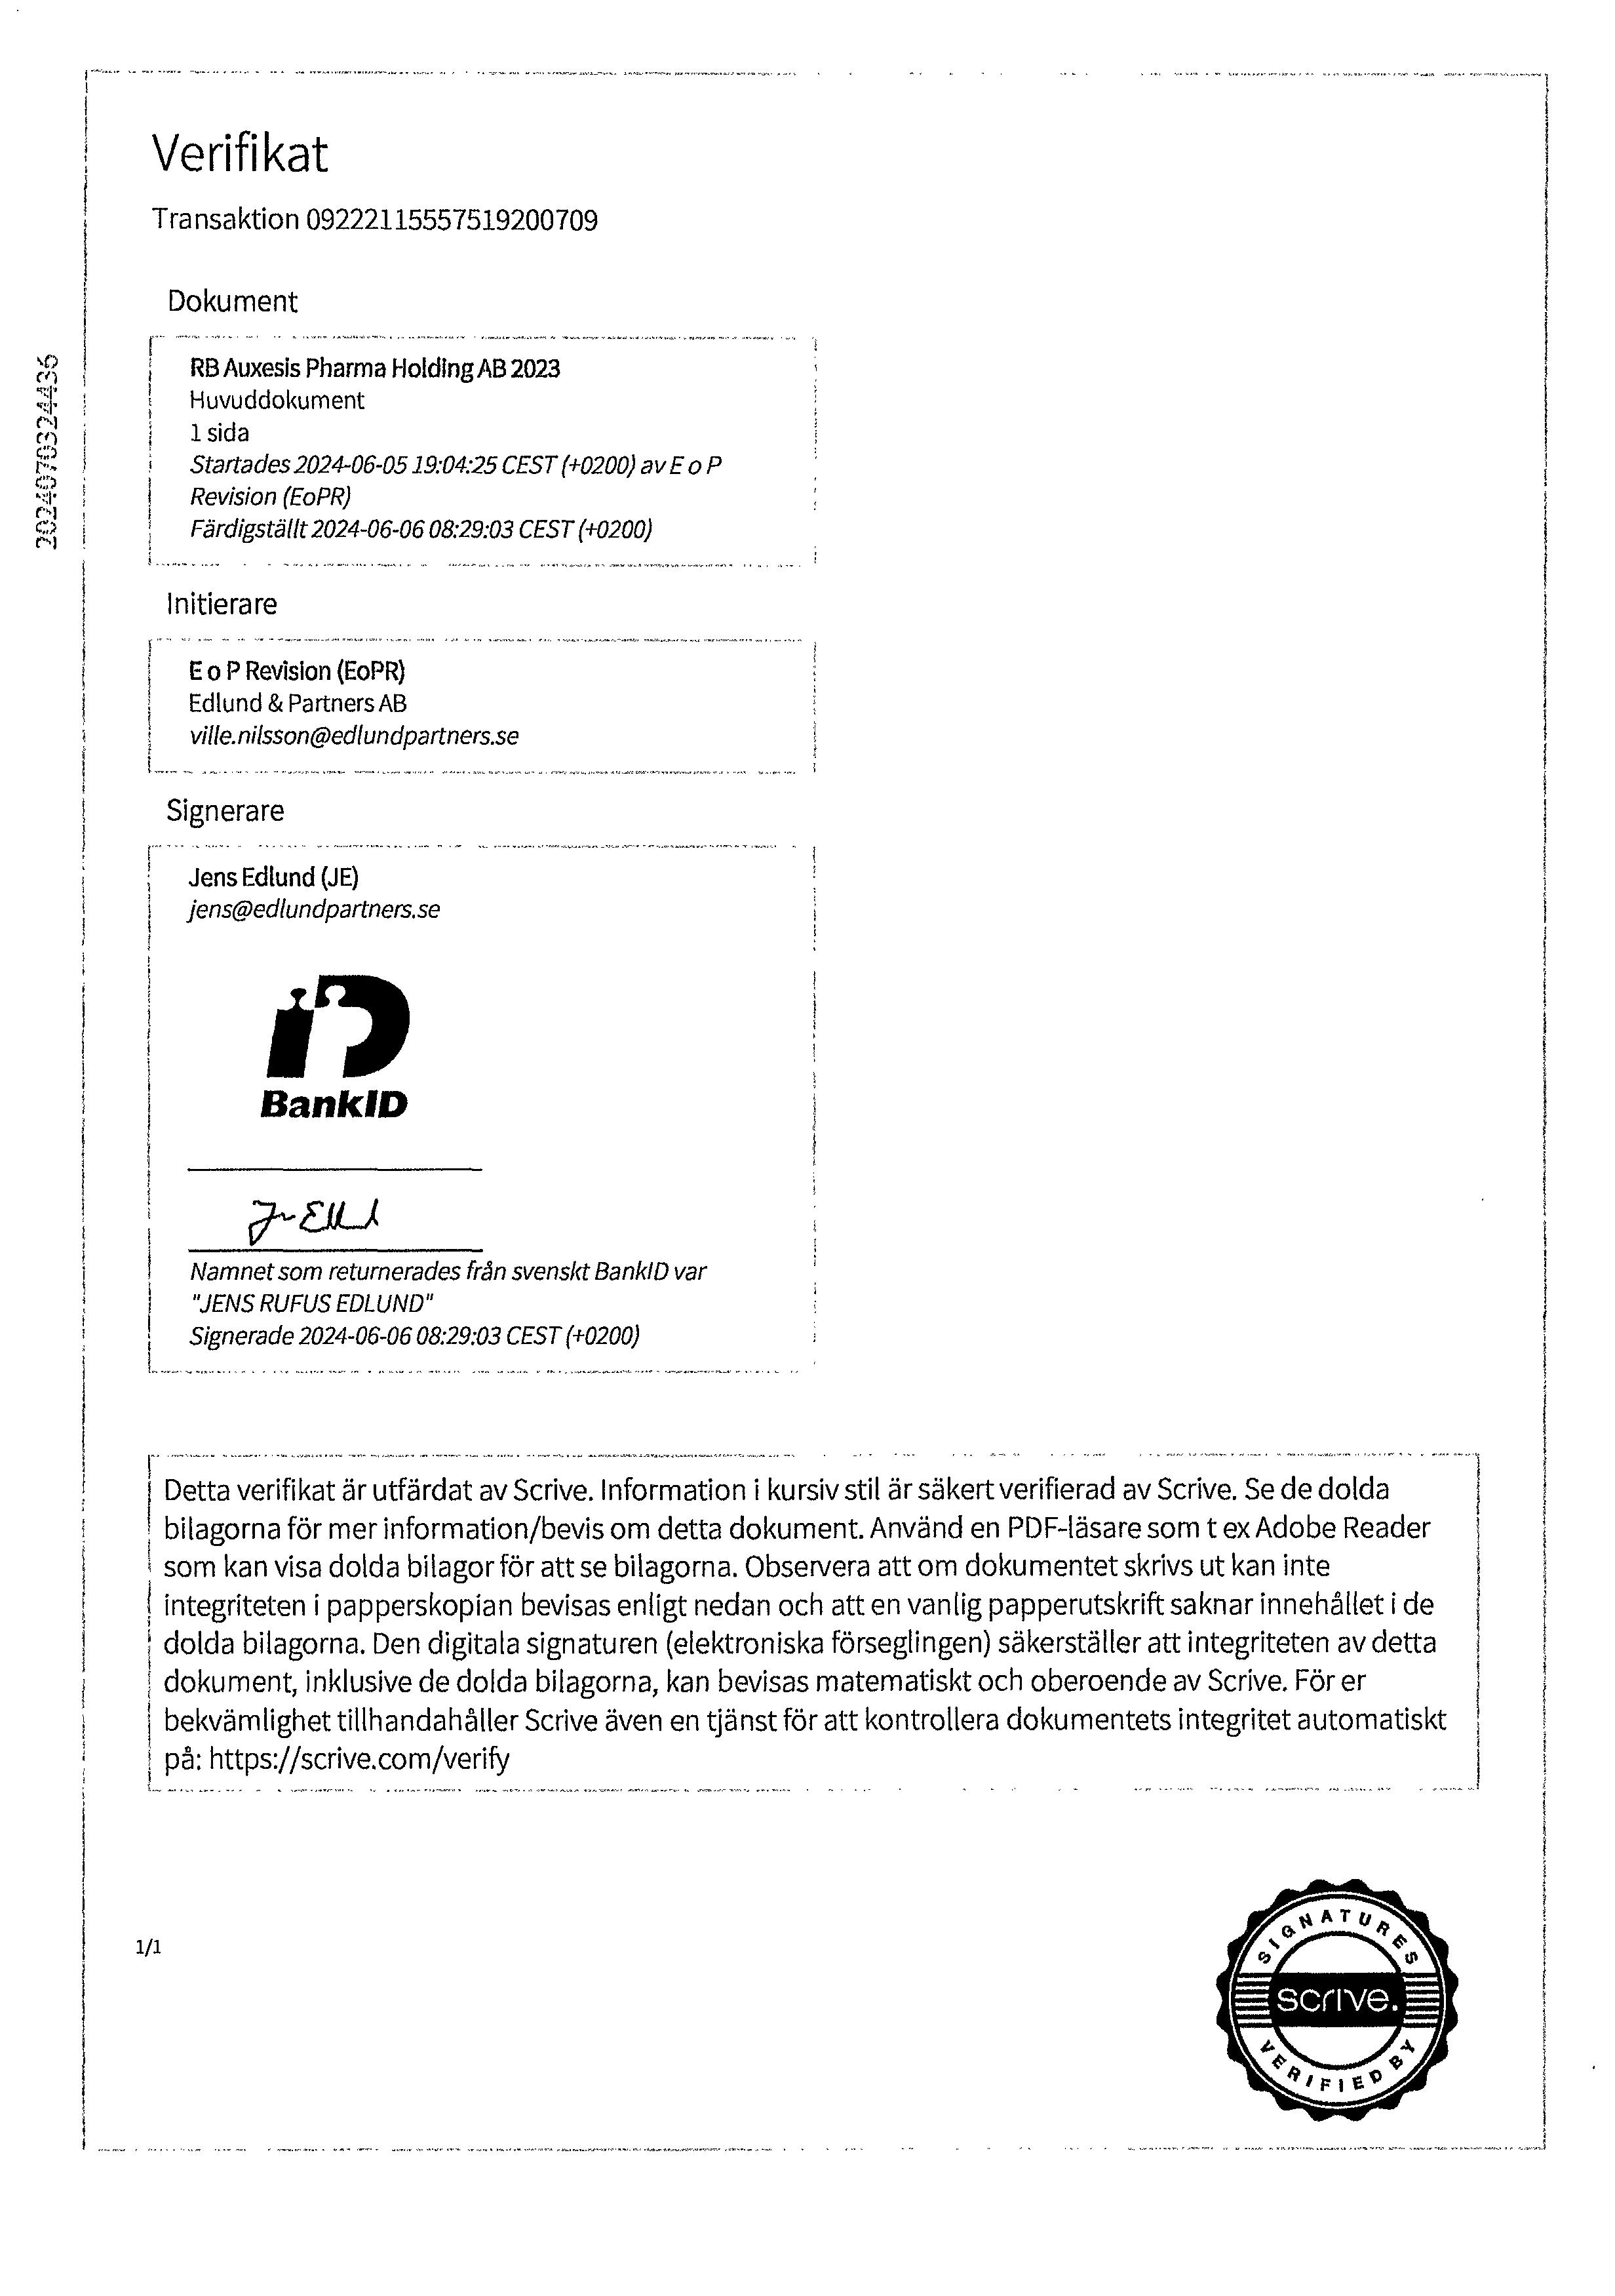 Verifikat
Transaktion 09222115557519200709
Dokument
RB Auxesis Pharma Holding AB 2023
Huvuddokument
1 sida
Startades 2024-06-05 19:04:25 CEST (+0200) av E o P
Revision (EoPR)
Färdigställt 2024-06-06 08:29:03 CEST (+0200)
2024070324436
Initierare
E o P Revision (EoPR)
Edlund & Partners AB
ville.nilsson@edlundpartners.se
Signerare
Jens Edlund (JE)
jens@edlundpartners.se
BankID
Namnet som returnerades från svenskt BankID var
"JENS RUFUS EDLUND"
Signerade 2024-06-06 08:29:03 CEST (+0200)
Detta verifikat är utfärdat av Scrive. Information i kursiv stil är säkert verifierad av Scrive. Se de dolda
bilagorna för mer information/bevis om detta dokument. Använd en PDF-läsare som t ex Adobe Reader
som kan visa dolda bilagor för att se bilagorna. Observera att om dokumentet skrivs ut kan inte
integriteten i papperskopian bevisas enligt nedan och att en vanlig papperutskrift saknar innehållet i de
dolda bilagorna. Den digitala signaturen (elektroniska förseglingen) säkerställer att integriteten av detta
dokument, inklusive de dolda bilagorna, kan bevisas matematiskt och oberoende av Scrive. För er
bekvämlighet tillhandahåller Scrive även en tjänst för att kontrollera dokumentets integritet automatiskt
på: https://scrive.com/verify
1/1
SIGNATURES
scrive.
VERIFIED BY